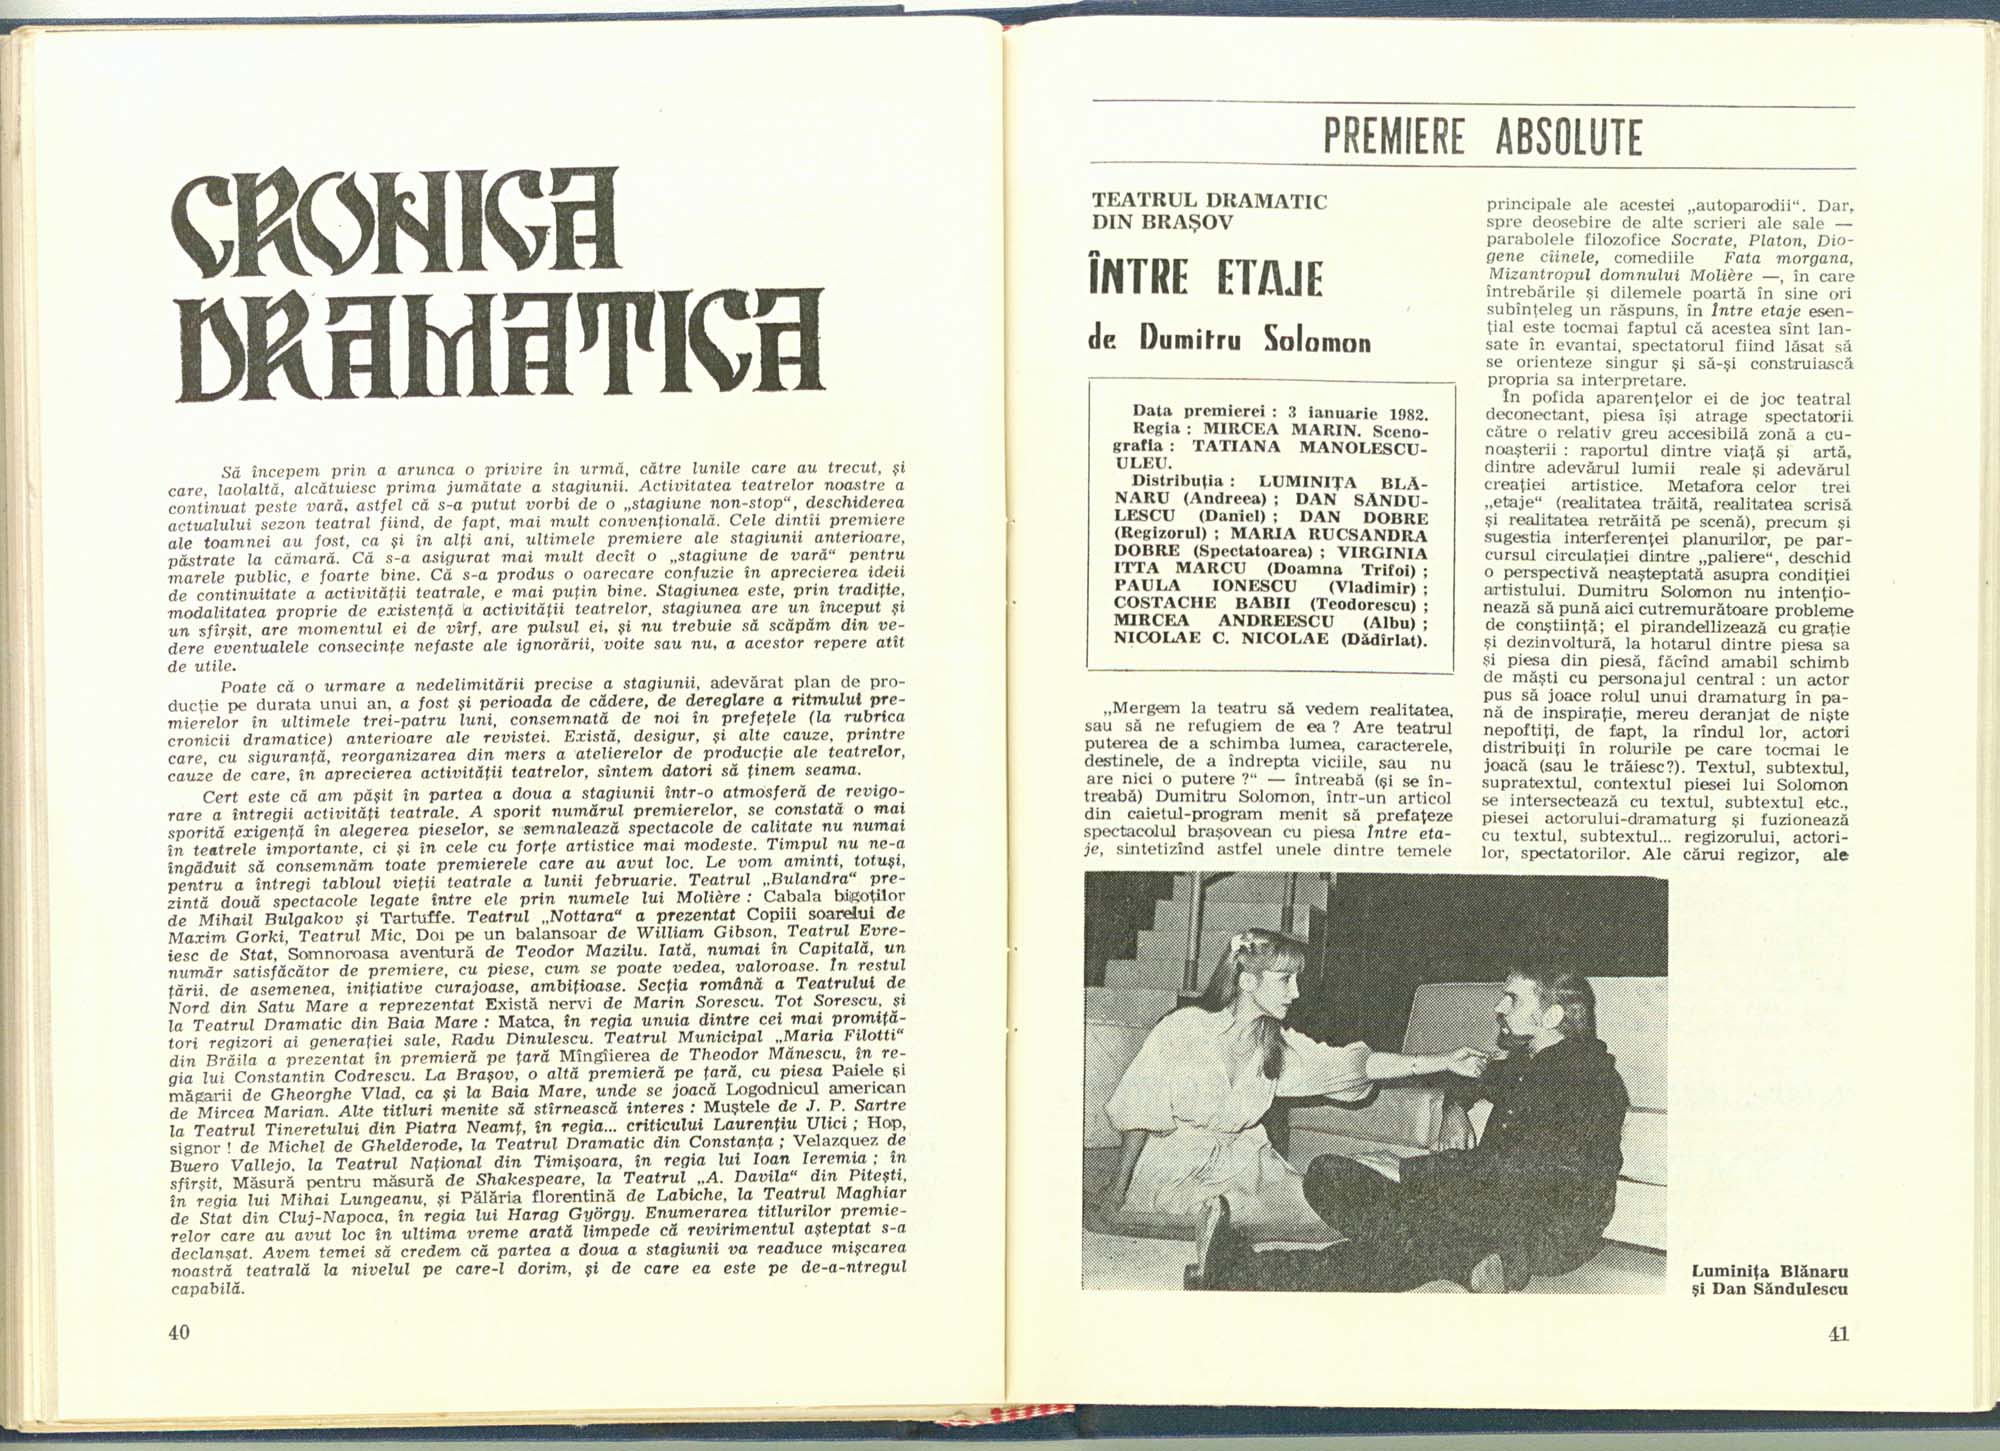 CRONICA
DRAMATICA
Să începem prin a arunca o privire în urmă, către lunile care au trecut, și
care, laolaltă, alcătuiesc prima jumătate a stagiunii. Activitatea teatrelor noastre a
continuat peste vară, astfel că s-a putut vorbi de o „stagiune non-stop“, deschiderea
actualului sezon teatral fiind, de fapt, mai mult convențională. Cele dintîi premiere
ale toamnei au fost, ca și în alți ani, ultimele premiere ale stagiunii anterioare,
păstrate la cămară. Că s-a asigurat mai mult decît o „stagiune de vară“ pentru
marele public, e foarte bine. Că s-a produs o oarecare confuzie în aprecierea ideii
de continuitate a activității teatrale, e mai puțin bine. Stagiunea este, prin tradiție,
modalitatea proprie de existență a activității teatrelor, stagiunea are un început și
un sfîrșit, are momentul ei de vîrf, are pulsul ei, și nu trebuie să scăpăm din ve-
dere eventualele consecințe nefaste ale ignorării, voite sau nu, a acestor repere atît
de utile.
Poate că o urmare a nedelimitării precise a stagiunii, adevărat plan de pro-
ducție pe durata unui an, a fost și perioada de cădere, de dereglare a ritmului pre-
mierelor în ultimele trei-patru luni, consemnată de noi în prefețele (la rubrica
cronicii dramatice) anterioare ale revistei. Există, desigur, și alte cauze, printre
care, cu siguranță, reorganizarea din mers a atelierelor de producție ale teatrelor,
cauze de care, în aprecierea activității teatrelor, sîntem datori să ținem seama.
Cert este că am pășit în partea a doua a stagiunii într-o atmosferă de revigo-
rare a întregii activități teatrale. A sporit numărul premierelor, se constată o mai
sporită exigență în alegerea pieselor, se semnalează spectacole de calitate nu numai
în teatrele importante, ci și în cele cu forțe artistice mai modeste. Timpul nu ne-a
îngăduit să consemnăm toate premierele care au avut loc. Le vom aminti, totuși,
pentru a întregi tabloul vieții teatrale a lunii februarie. Teatrul „Bulandra“ pre-
zintă două spectacole legate între ele prin numele lui Molière : Cabala bigoților
de Mihail Bulgakov și Tartuffe. Teatrul „Nottara“ a prezentat Copiii soarelui de
Maxim Gorki, Teatrul Mic, Doi pe un balansoar de William Gibson, Teatrul Evre-
iesc de Stat, Somnoroasa aventură de Teodor Mazilu. Iată, numai în Capitală, un
număr satisfăcător de premiere, cu piese, cum se poate vedea, valoroase. În restul
țării, de asemenea, inițiative curajoase, ambițioase. Secția română a Teatrului de
Nord din Satu Mare a reprezentat Există nervi de Marin Sorescu. Tot Sorescu, și
la Teatrul Dramatic din Baia Mare : Matca, în regia unuia dintre cei mai promiță-
tori regizori ai generației sale, Radu Dinulescu. Teatrul Municipal „Maria Filotti“
din Brăila a prezentat în premieră pe țară Mîngîierea de Theodor Mănescu, în re-
gia lui Constantin Codrescu. La Brașov, o altă premieră pe țară, cu piesa Paiele și
măgarii de Gheorghe Vlad, ca și la Baia Mare, unde se joacă Logodnicul american
de Mircea Marian. Alte titluri menite să stîrnească interes : Muștele de J. P. Sartre
la Teatrul Tineretului din Piatra Neamț, în regia... criticului Laurențiu Ulici ; Hop,
signor ! de Michel de Ghelderode, la Teatrul Dramatic din Constanța ; Velazquez de
Buero Vallejo, la Teatrul Național din Timișoara, în regia lui Ioan Ieremia ; în
sfîrșit, Măsură pentru măsură de Shakespeare, la Teatrul „A. Davila“ din Pitești,
în regia lui Mihai Lungeanu, și Pălăria florentină de Labiche, la Teatrul Maghiar
de Stat din Cluj-Napoca, în regia lui Harag György. Enumerarea titlurilor premie-
relor care au avut loc în ultima vreme arată limpede că revirimentul așteptat s-a
declanșat. Avem temei să credem că partea a doua a stagiunii va readuce mișcarea
noastră teatrală la nivelul pe care-l dorim, și de care ea este pe de-a-ntregul
capabilă.
40
PREMIERE ABSOLUTE
TEATRUL DRAMATIC
DIN BRAȘOV
ÎNTRE ETAJE
de Dumitru Solomon
Data premierei : 3 ianuarie 1982.
Regia : MIRCEA MARIN. Sceno-
grafia : TATIANA MANOLESCU-
ULEU.
Distribuția : LUMINIȚA BLĂ-
NARU (Andreea) ; DAN SĂNDU-
LESCU (Daniel) ; DAN DOBRE
(Regizorul) ; MARIA RUCSANDRA
DOBRE (Spectatoarea) ; VIRGINIA
ITTA MARCU (Doamna Trifoi) ;
PAULA IONESCU (Vladimir) ;
COSTACHE BABII (Teodorescu) ;
MIRCEA ANDREESCU (Albu) ;
NICOLAE C. NICOLAE (Dădîrlat).
„Mergem la teatru să vedem realitatea,
sau să ne refugiem de ea ? Are teatrul
puterea de a schimba lumea, caracterele,
destinele, de a îndrepta viciile, sau nu
are nici o putere ?“ — întreabă (și se în-
treabă) Dumitru Solomon, într-un articol
din caietul-program menit să prefațeze
spectacolul brașovean cu piesa Între eta-
je, sintetizînd astfel unele dintre temele
principale ale acestei „autoparodii“. Dar,
spre deosebire de alte scrieri ale sale —
parabolele filozofice Socrate, Platon, Dio-
gene cîinele, comediile Fata morgana,
Mizantropul domnului Molière —, în care
întrebările și dilemele poartă în sine ori
subînțeleg un răspuns, în Între etaje esen-
țial este tocmai faptul că acestea sînt lan-
sate în evantai, spectatorul fiind lăsat să
se orienteze singur și să-și construiască
propria sa interpretare.
În pofida aparențelor ei de joc teatral
deconectant, piesa își atrage spectatorii
către o relativ greu accesibilă zonă a cu-
noașterii : raportul dintre viață și artă,
dintre adevărul lumii reale și adevărul
creației artistice. Metafora celor trei
„etaje“ (realitatea trăită, realitatea scrisă
și realitatea retrăită pe scenă), precum și
sugestia interferenței planurilor, pe par-
cursul circulației dintre „paliere“, deschid
o perspectivă neașteptată asupra condiției
artistului. Dumitru Solomon nu intențio-
nează să pună aici cutremurătoare probleme
de conștiință; el pirandellizează cu grație
și dezinvoltură, la hotarul dintre piesa sa
și piesa din piesă, făcînd amabil schimb
de măști cu personajul central : un actor
pus să joace rolul unui dramaturg în pa-
nă de inspirație, mereu deranjat de niște
nepoftiți, de fapt, la rîndul lor, actori
distribuiți în rolurile pe care tocmai le
joacă (sau le trăiesc?). Textul, subtextul,
supratextul, contextul piesei lui Solomon
se intersectează cu textul, subtextul etc.,
piesei actorului-dramaturg și fuzionează
cu textul, subtextul... regizorului, actori-
lor, spectatorilor. Ale cărui regizor, ale
Luminița Blănaru
și Dan Săndulescu
41